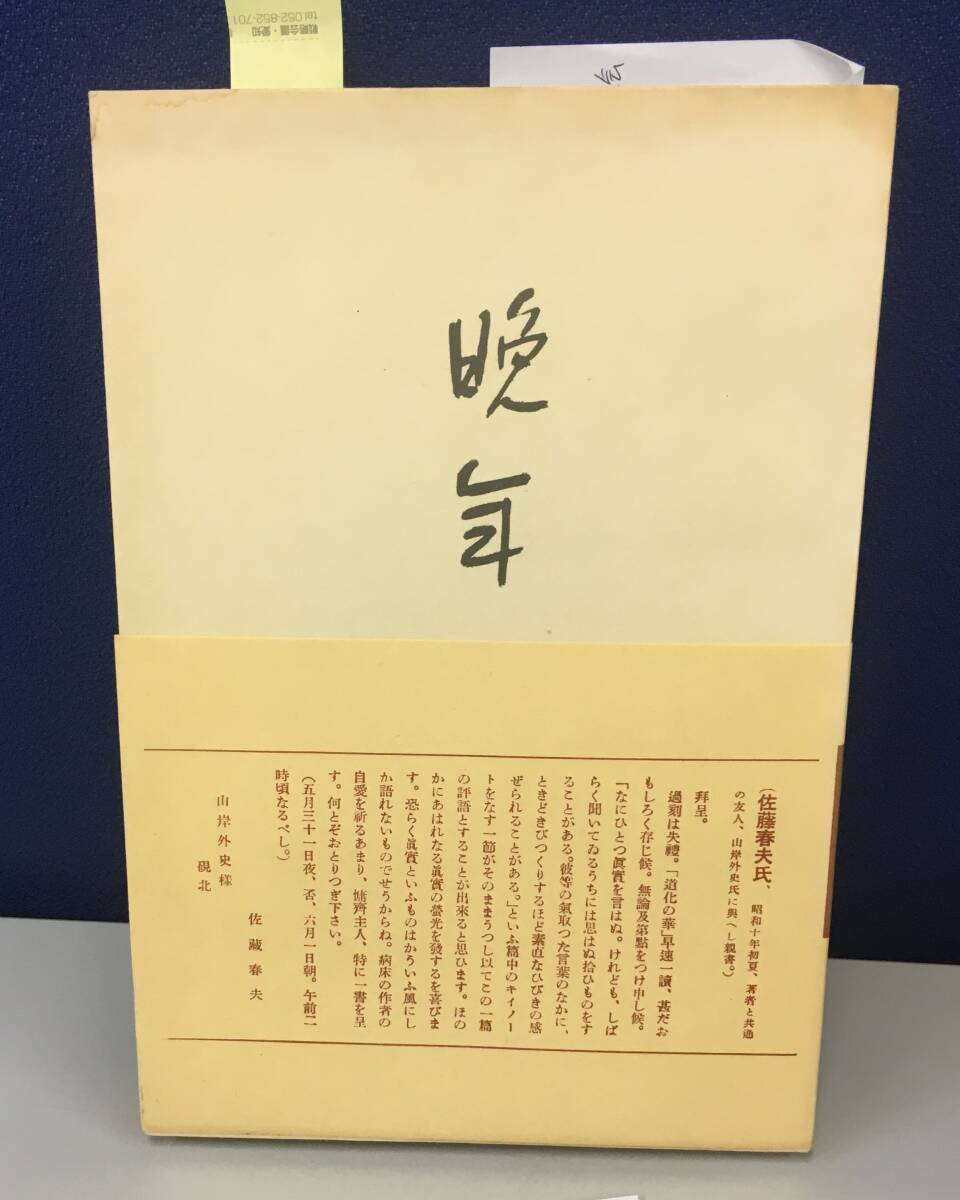 戦略会議・愛知
tel.052-852-701
晩年
(佐藤春夫氏、昭和十年初夏、著者と共通
の友人、山岸外史氏に與へし親書。)
拝呈。
過刻は失禮。「道化の華」早速一讀、甚だお
もしろく存じ候。無論及第點をつけ申し候。
「なにひとつ眞實を言はぬ。けれども、しば
らく聞いてゐるうちには思はぬ拾ひものをす
ることがある。彼等の氣取つた言葉のなかに、
ときどきびつくりするほど素直なひびきの感
ぜられることがある。」といふ篇中のキイノー
トをなす一節がそのままうつし以てこの一篇
の評語とすることが出來ると思ひます。ほの
かにあはれなる眞實の螢光を發するを喜びま
す。恐らく眞實といふものはかういふ風にし
か語れないものでせうからね。病床の作者の
自愛を祈るあまり、慵齊主人、特に一書を呈
す。何とぞおとりつぎ下さい。
(五月三十一日夜、否、六月一日朝。午前二
時頃なるべし。)
佐藏春夫
山岸外史樣
硯北